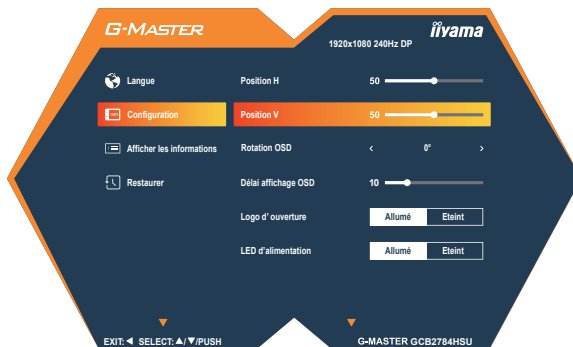 G-MASTER
iiyama
1920x1080 240Hz DP
Langue
Configuration
Afficher les informations
Restaurer
Position H 50
Position V 50
Rotation OSD ‹ 0° ›
Délai affichage OSD 10
Logo d' ouverture Allumé Eteint
LED d'alimentation Allumé Eteint
EXIT:◀ SELECT:▲/▼/PUSH
G-MASTER GCB2784HSU